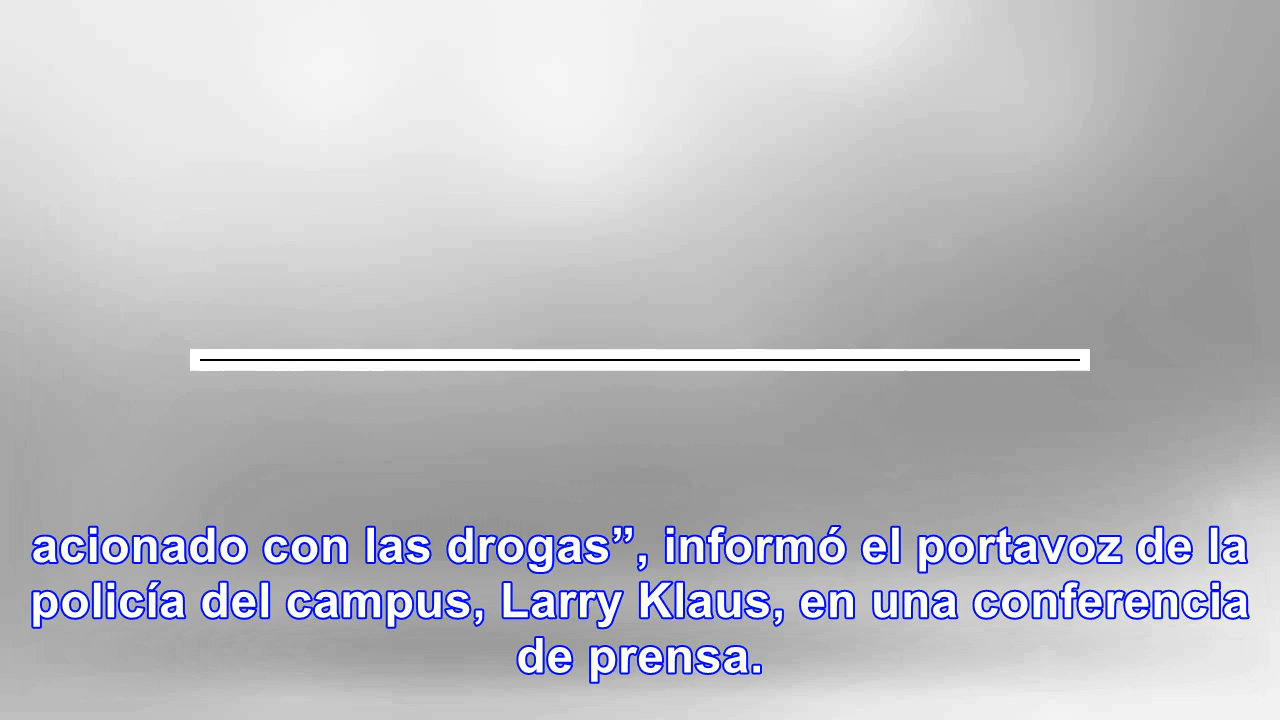 acionado con las drogas”, informó el portavoz de la
policía del campus, Larry Klaus, en una conferencia
de prensa.